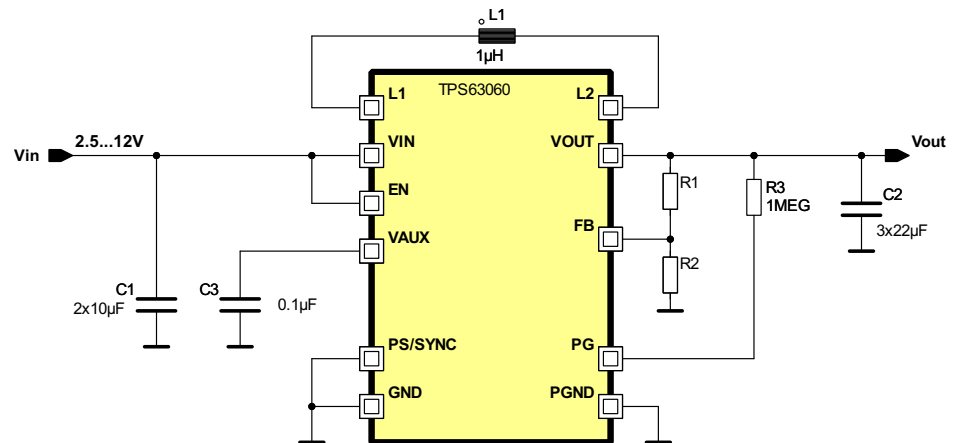 L1
1µH
TPS63060
L1
L2
2.5...12V
VIN
VOUT
Vin
Vout
EN
R1
R3
1MEG
C2
3x22µF
VAUX
FB
R2
C1
2x10µF
C3
0.1µF
PS/SYNC
PG
GND
PGND